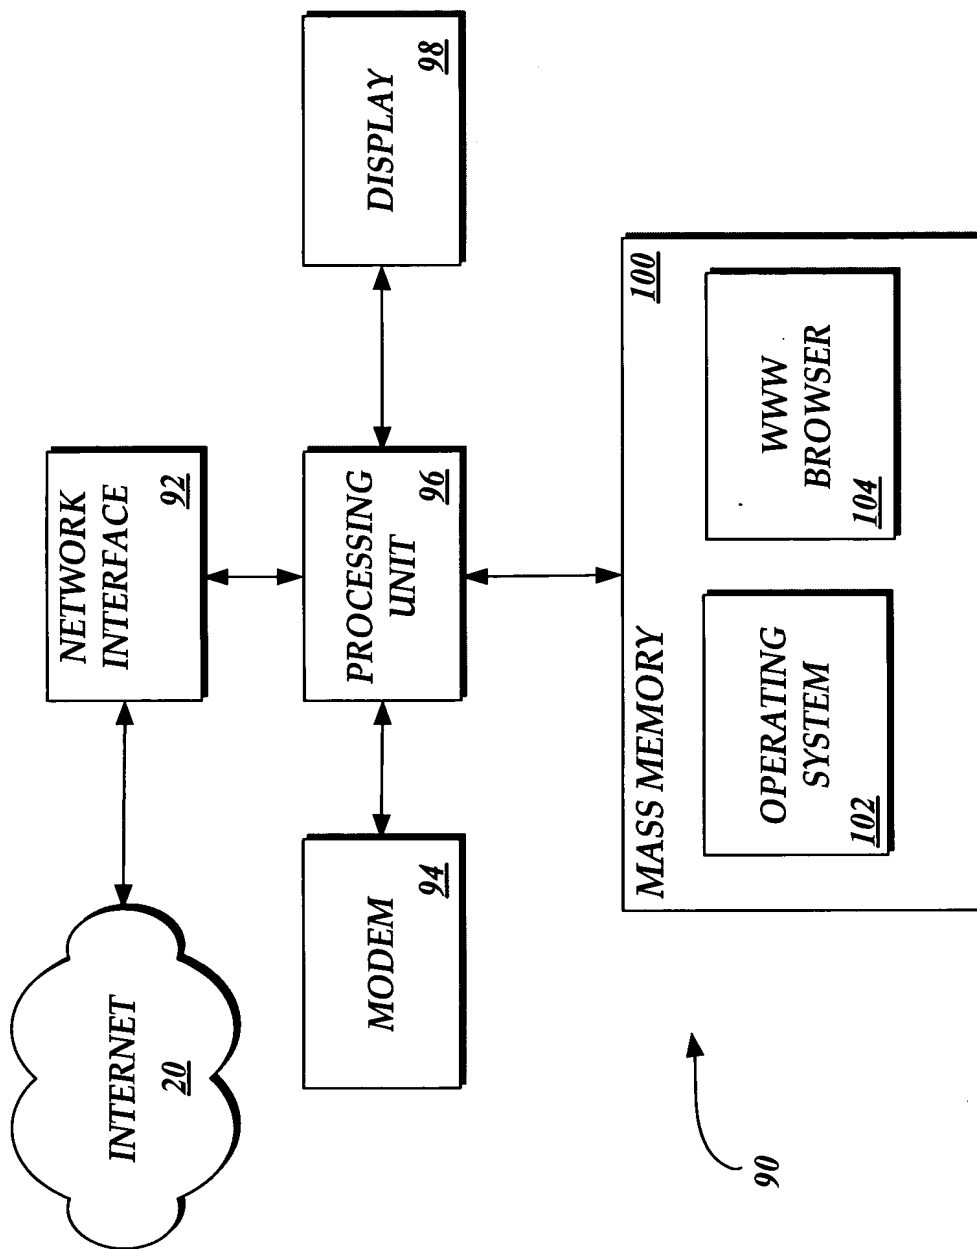 INTERNET
20
NETWORK
INTERFACE
92
MODEM
94
PROCESSING
UNIT
96
DISPLAY
98
MASS MEMORY
100
OPERATING
SYSTEM
102
WWW
BROWSER
104
90